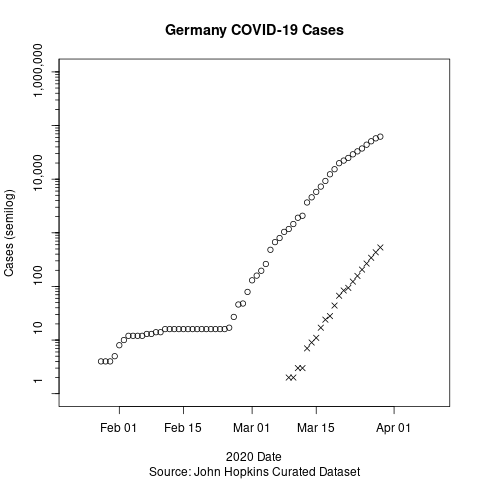 Germany COVID-19 Cases
Cases (semilog)
1,000,000
10,000
100
10
1
Feb 01 Feb 15 Mar 01 Mar 15 Apr 01
2020 Date
Source: John Hopkins Curated Dataset